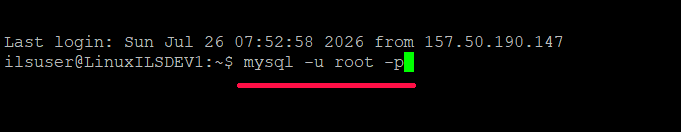 Last login: Sun Jul 26 07:52:58 2026 from 157.50.190.147
ilsuser@LinuxILSDEV1:~$ mysql -u root -p